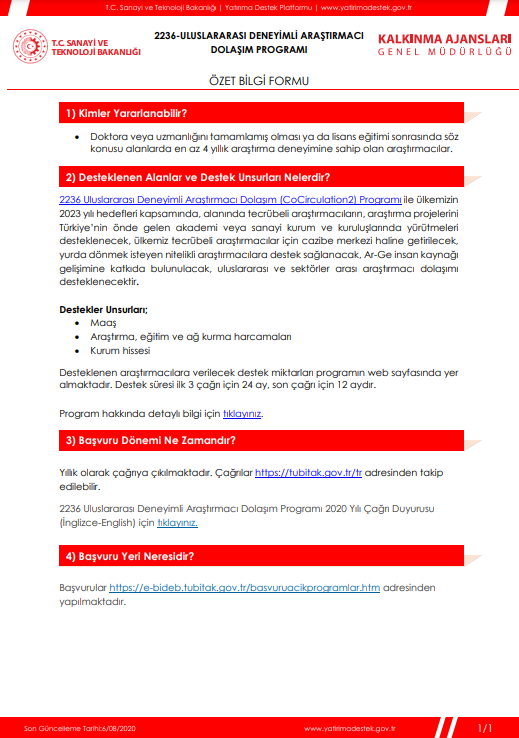 T.C. Sanayi ve Teknoloji Bakanlığı | Yatırıma Destek Platformu | www.yatirimadestek.gov.tr
T.C. SANAYİ VE
TEKNOLOJİ BAKANLIĞI
2236-ULUSLARARASI DENEYİMLİ ARAŞTIRMACI
DOLAŞIM PROGRAMI
KALKINMA AJANSLARI
GENEL MÜDÜRLÜĞÜ
ÖZET BİLGİ FORMU
1) Kimler Yararlanabilir?
• Doktora veya uzmanlığını tamamlamış olması ya da lisans eğitimi sonrasında söz
konusu alanlarda en az 4 yıllık araştırma deneyimine sahip olan araştırmacılar.
2) Desteklenen Alanlar ve Destek Unsurları Nelerdir?
2236 Uluslararası Deneyimli Araştırmacı Dolaşım (CoCirculation2) Programı ile ülkemizin
2023 yılı hedefleri kapsamında, alanında tecrübeli araştırmacıların, araştırma projelerini
Türkiye'nin önde gelen akademi veya sanayi kurum ve kuruluşlarında yürütmeleri
desteklenecek, ülkemiz tecrübeli araştırmacılar için cazibe merkezi haline getirilecek,
yurda dönmek isteyen nitelikli araştırmacılara destek sağlanacak, Ar-Ge insan kaynağı
gelişimine katkıda bulunulacak, uluslararası ve sektörler arası araştırmacı dolaşımı
desteklenecektir.
Destekler Unsurları;
• Maaş
• Araştırma, eğitim ve ağ kurma harcamaları
• Kurum hissesi
Desteklenen araştırmacılara verilecek destek miktarları programın web sayfasında yer
almaktadır. Destek süresi ilk 3 çağrı için 24 ay, son çağrı için 12 aydır.
Program hakkında detaylı bilgi için tıklayınız.
3) Başvuru Dönemi Ne Zamandır?
Yıllık olarak çağrıya çıkılmaktadır. Çağrılar https://tubitak.gov.tr/tr adresinden takip
edilebilir.
2236 Uluslararası Deneyimli Araştırmacı Dolaşım Programı 2020 Yılı Çağrı Duyurusu
(İnglizce-English) için tıklayınız.
4) Başvuru Yeri Neresidir?
Başvurular https://e-bideb.tubitak.gov.tr/basvuruacikprogramlar.htm adresinden
yapılmaktadır.
Son Güncelleme Tarihi:6/08/2020
www.yatirimadestek.gov.tr
1/1